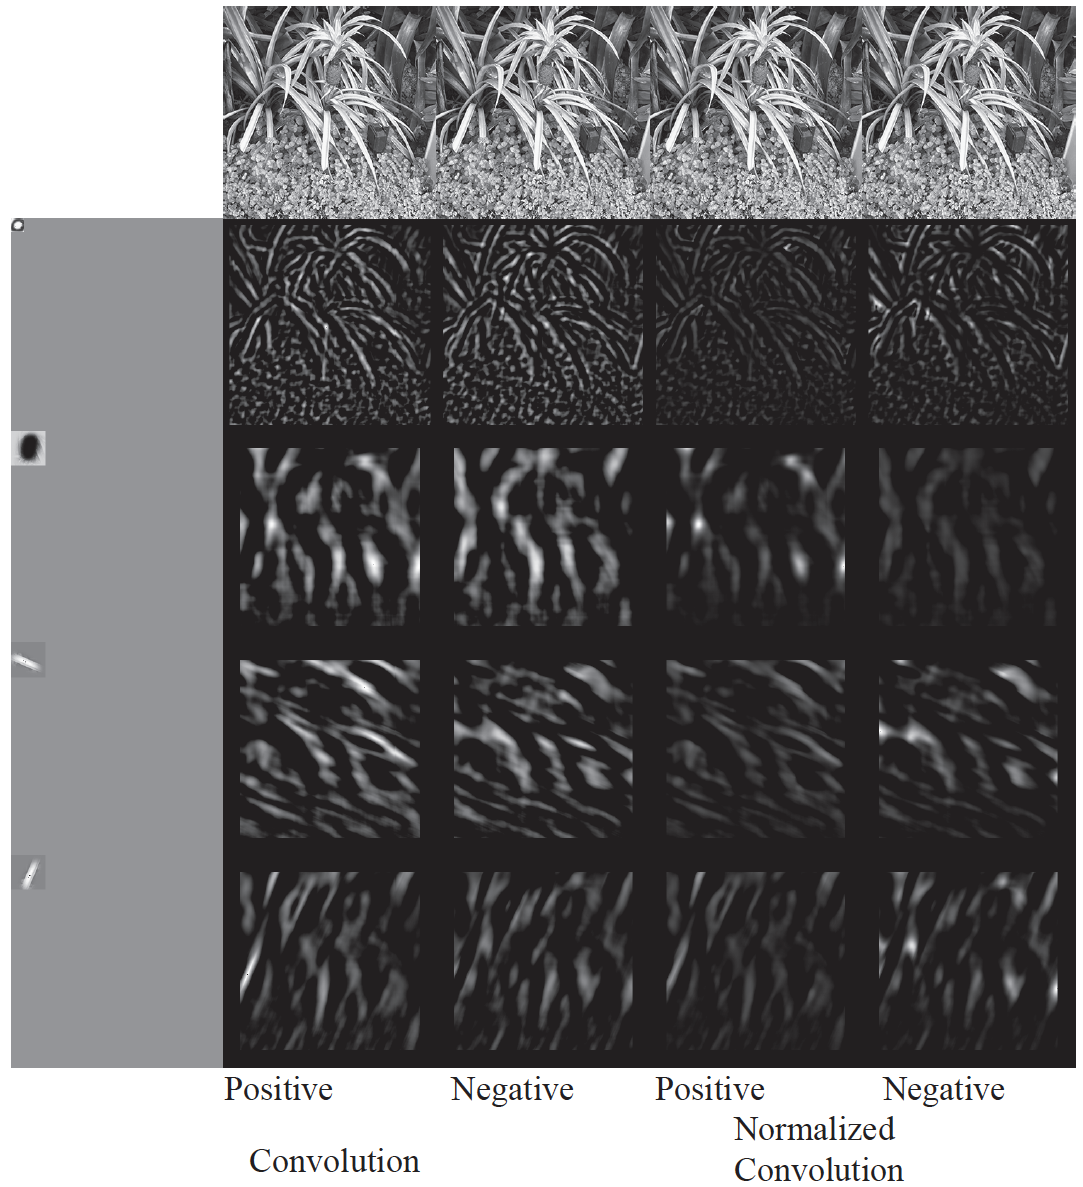 Positive Negative Positive Negative
Convolution
Normalized
Convolution